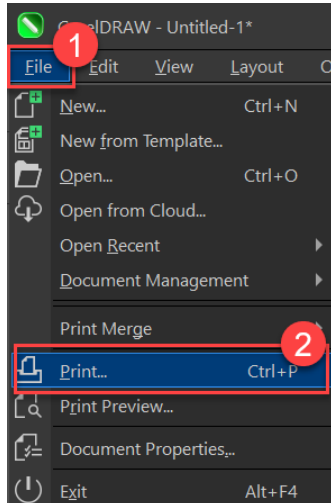 CorelDRAW - Untitled-1*
1
File Edit View Layout
New... Ctrl+N
New from Template...
Open... Ctrl+O
Open from Cloud...
Open Recent
Document Management
Print Merge
2
Print... Ctrl+P
Print Preview...
Document Properties...
Exit Alt+F4